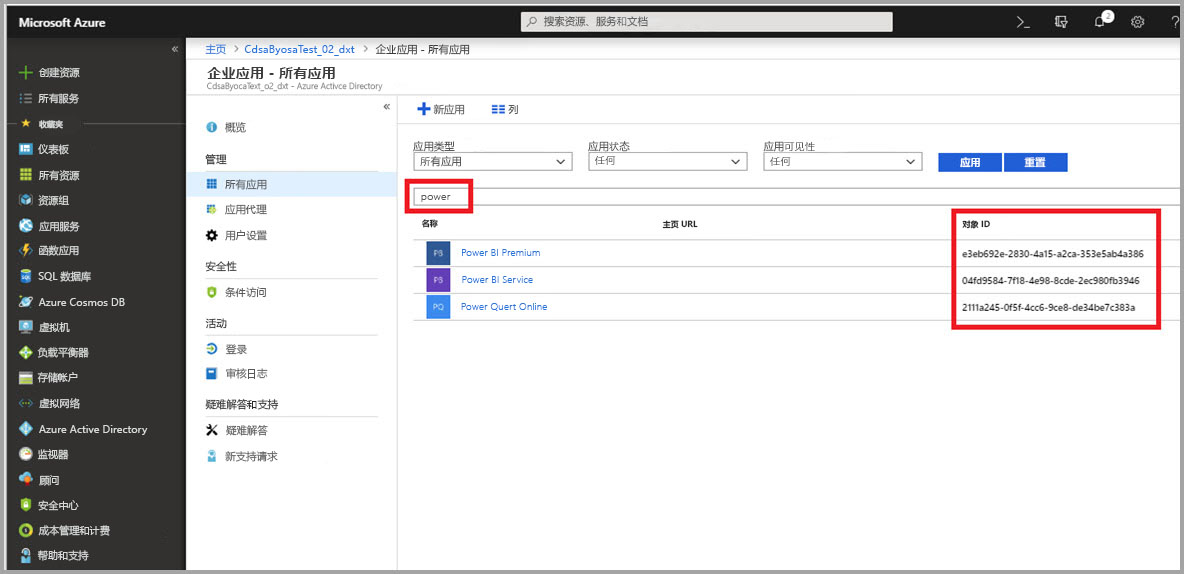 Microsoft Azure
搜索资源、服务和文档
2
?
«
创建资源
所有服务
收藏夹
仪表板
所有资源
资源组
应用服务
函数应用
SQL 数据库
Azure Cosmos DB
虚拟机
负载平衡器
存储帐户
虚拟网络
Azure Active Directory
监视器
顾问
安全中心
成本管理和计费
帮助和支持
主页 > CdsaByosaTest_02_dxt > 企业应用 - 所有应用
企业应用 - 所有应用
CdsaByocaText_o2_dxt - Azure Activce Directory
«
概览
管理
所有应用
应用代理
用户设置
安全性
条件访问
活动
登录
审核日志
疑难解答和支持
疑难解答
新支持请求
新应用 列
应用类型 应用状态 应用可见性
所有应用 任何 任何 应用 重置
power
名称 主页 URL 对象 ID
PB Power BI Premium e3eb692e-2830-4a15-a2ca-353e5ab4a386
PB Power BI Service 04fd9584-7f18-4e98-8cde-2ec980fb3946
PQ Power Quert Online 2111a245-0f5f-4cc6-9ce8-de34be7c383a